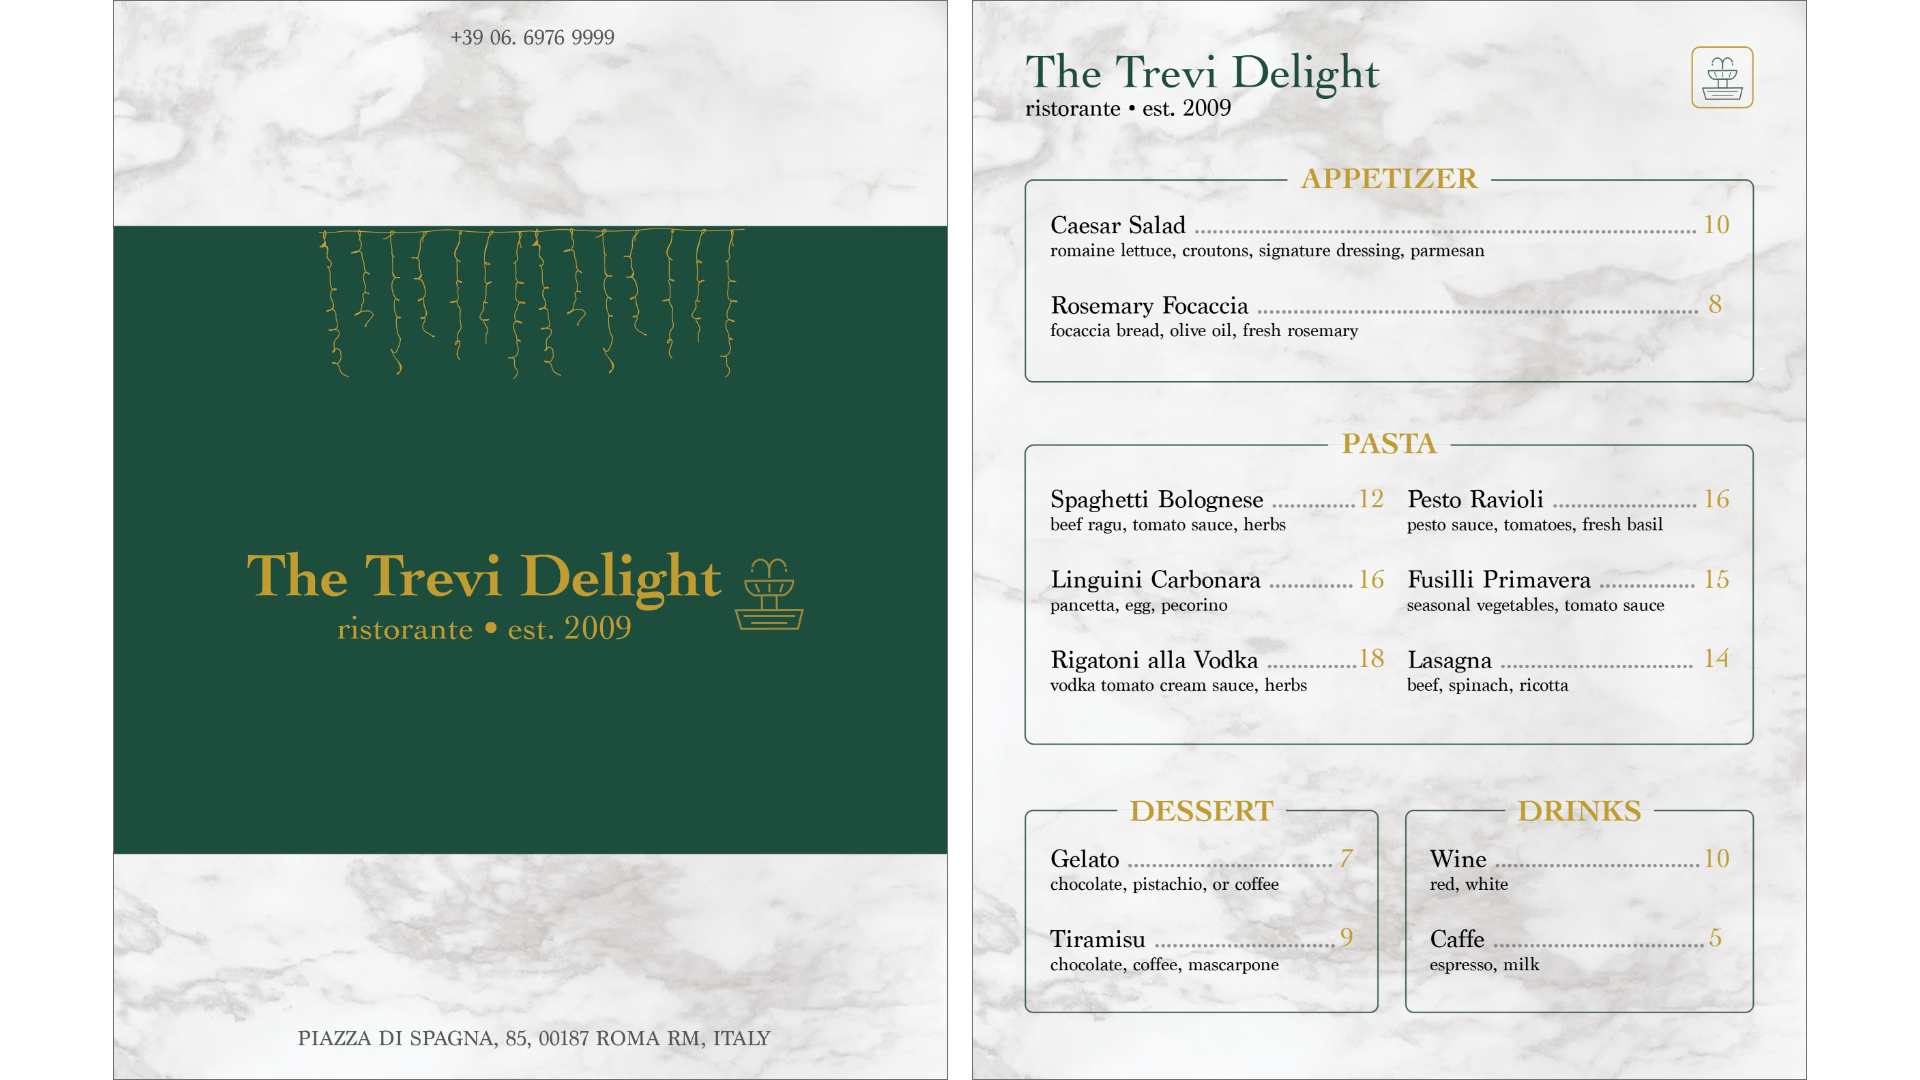 +39 06. 6976 9999
The Trevi Delight
ristorante • est. 2009
PIAZZA DI SPAGNA, 85, 00187 ROMA RM, ITALY
The Trevi Delight
ristorante • est. 2009
APPETIZER
Caesar Salad ........ 10
romaine lettuce, croutons, signature dressing, parmesan
Rosemary Focaccia ........ 8
focaccia bread, olive oil, fresh rosemary
PASTA
Spaghetti Bolognese ........ 12
beef ragu, tomato sauce, herbs
Linguini Carbonara ........ 16
pancetta, egg, pecorino
Rigatoni alla Vodka ........ 18
vodka tomato cream sauce, herbs
Pesto Ravioli ........ 16
pesto sauce, tomatoes, fresh basil
Fusilli Primavera ........ 15
seasonal vegetables, tomato sauce
Lasagna ........ 14
beef, spinach, ricotta
DESSERT
Gelato ........ 7
chocolate, pistachio, or coffee
Tiramisu ........ 9
chocolate, coffee, mascarpone
DRINKS
Wine ........ 10
red, white
Caffe ........ 5
espresso, milk